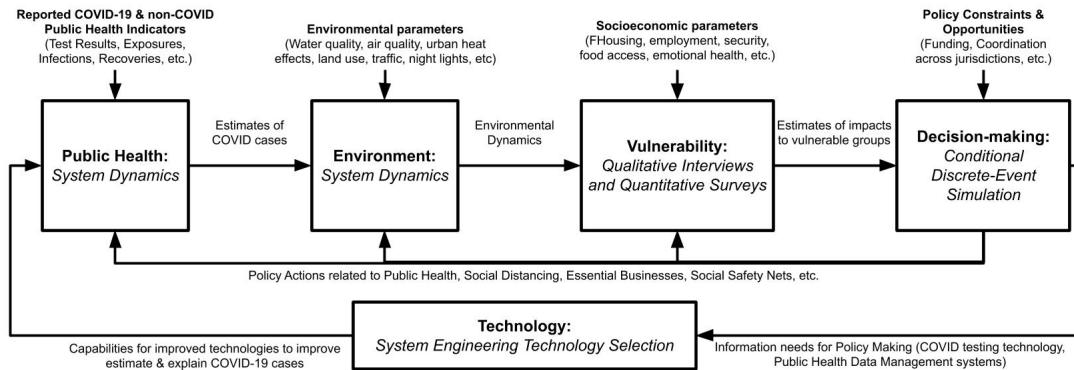 Reported COVID-19 & non-COVID
Public Health Indicators
(Test Results, Exposures,
Infections, Recoveries, etc.)
Environmental parameters
(Water quality, air quality, urban heat
effects, land use, traffic, night lights, etc)
Socioeconomic parameters
(FHousing, employment, security,
food access, emotional health, etc.)
Policy Constraints &
Opportunities
(Funding, Coordination
across jurisdictions, etc.)
Public Health:
System Dynamics
Estimates of
COVID cases
Environment:
System Dynamics
Environmental
Dynamics
Vulnerability:
Qualitative Interviews
and Quantitative Surveys
Estimates of impacts
to vulnerable groups
Decision-making:
Conditional
Discrete-Event
Simulation
Policy Actions related to Public Health, Social Distancing, Essential Businesses, Social Safety Nets, etc.
Technology:
System Engineering Technology Selection
Capabilities for improved technologies to improve
estimate & explain COVID-19 cases
Information needs for Policy Making (COVID testing technology,
Public Health Data Management systems)